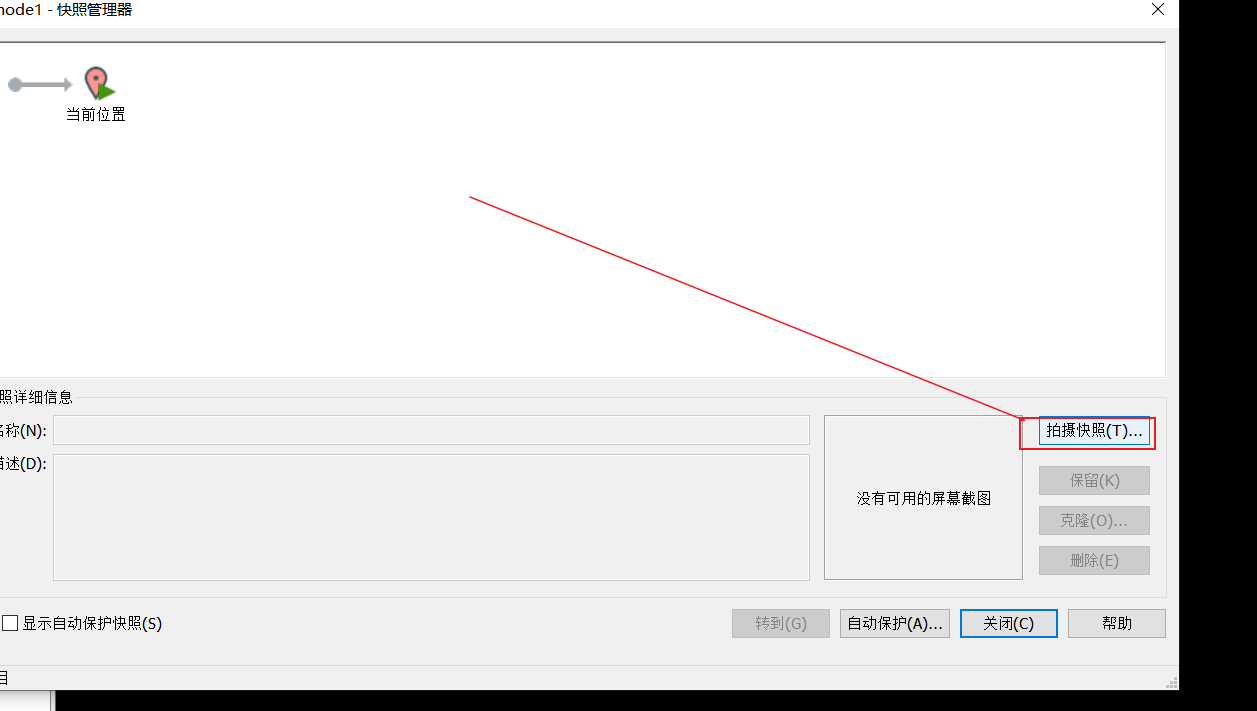 node1 - 快照管理器
当前位置
照详细信息
名称(N):
拍摄快照(T)...
描述(D):
保留(K)
没有可用的屏幕截图
克隆(O)...
删除(E)
显示自动保护快照(S)
转到(G)
自动保护(A)...
关闭(C)
帮助
目